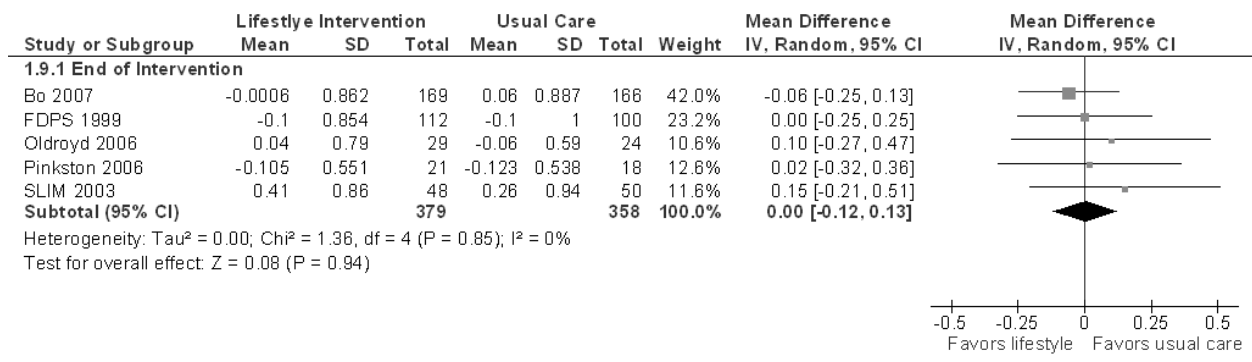 Lifestlye Intervention Usual Care Mean Difference Mean Difference
Study or Subgroup Mean SD Total Mean SD Total Weight IV, Random, 95% CI IV, Random, 95% CI
1.9.1 End of Intervention
Bo 2007 -0.0006 0.862 169 0.06 0.887 166 42.0% -0.06 [-0.25, 0.13]
FDPS 1999 -0.1 0.854 112 -0.1 1 100 23.2% 0.00 [-0.25, 0.25]
Oldroyd 2006 0.04 0.79 29 -0.06 0.59 24 10.6% 0.10 [-0.27, 0.47]
Pinkston 2006 -0.105 0.551 21 -0.123 0.538 18 12.6% 0.02 [-0.32, 0.36]
SLIM 2003 0.41 0.86 48 0.26 0.94 50 11.6% 0.15 [-0.21, 0.51]
Subtotal (95% CI) 379 358 100.0% 0.00 [-0.12, 0.13]
Heterogeneity: Tau² = 0.00; Chi² = 1.36, df = 4 (P = 0.85); I² = 0%
Test for overall effect: Z = 0.08 (P = 0.94)
-0.5 -0.25 0 0.25 0.5
Favors lifestyle Favors usual care